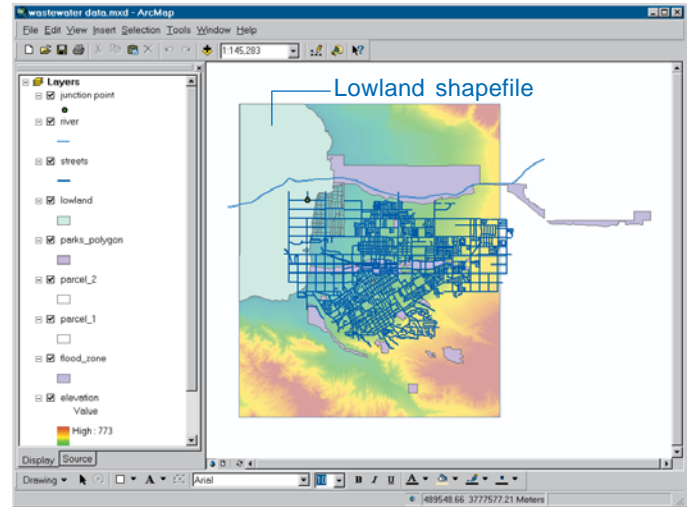 wastewater data.mxd - ArcMap
File Edit View Insert Selection Tools Window Help
1:145,283
Layers
junction point
river
streets
lowland
parks_polygon
parcel_2
parcel_1
flood_zone
elevation
Value
High : 773
Lowland shapefile
Display Source
Drawing A Arial 10 B I U A
489548.66 3777577.21 Meters